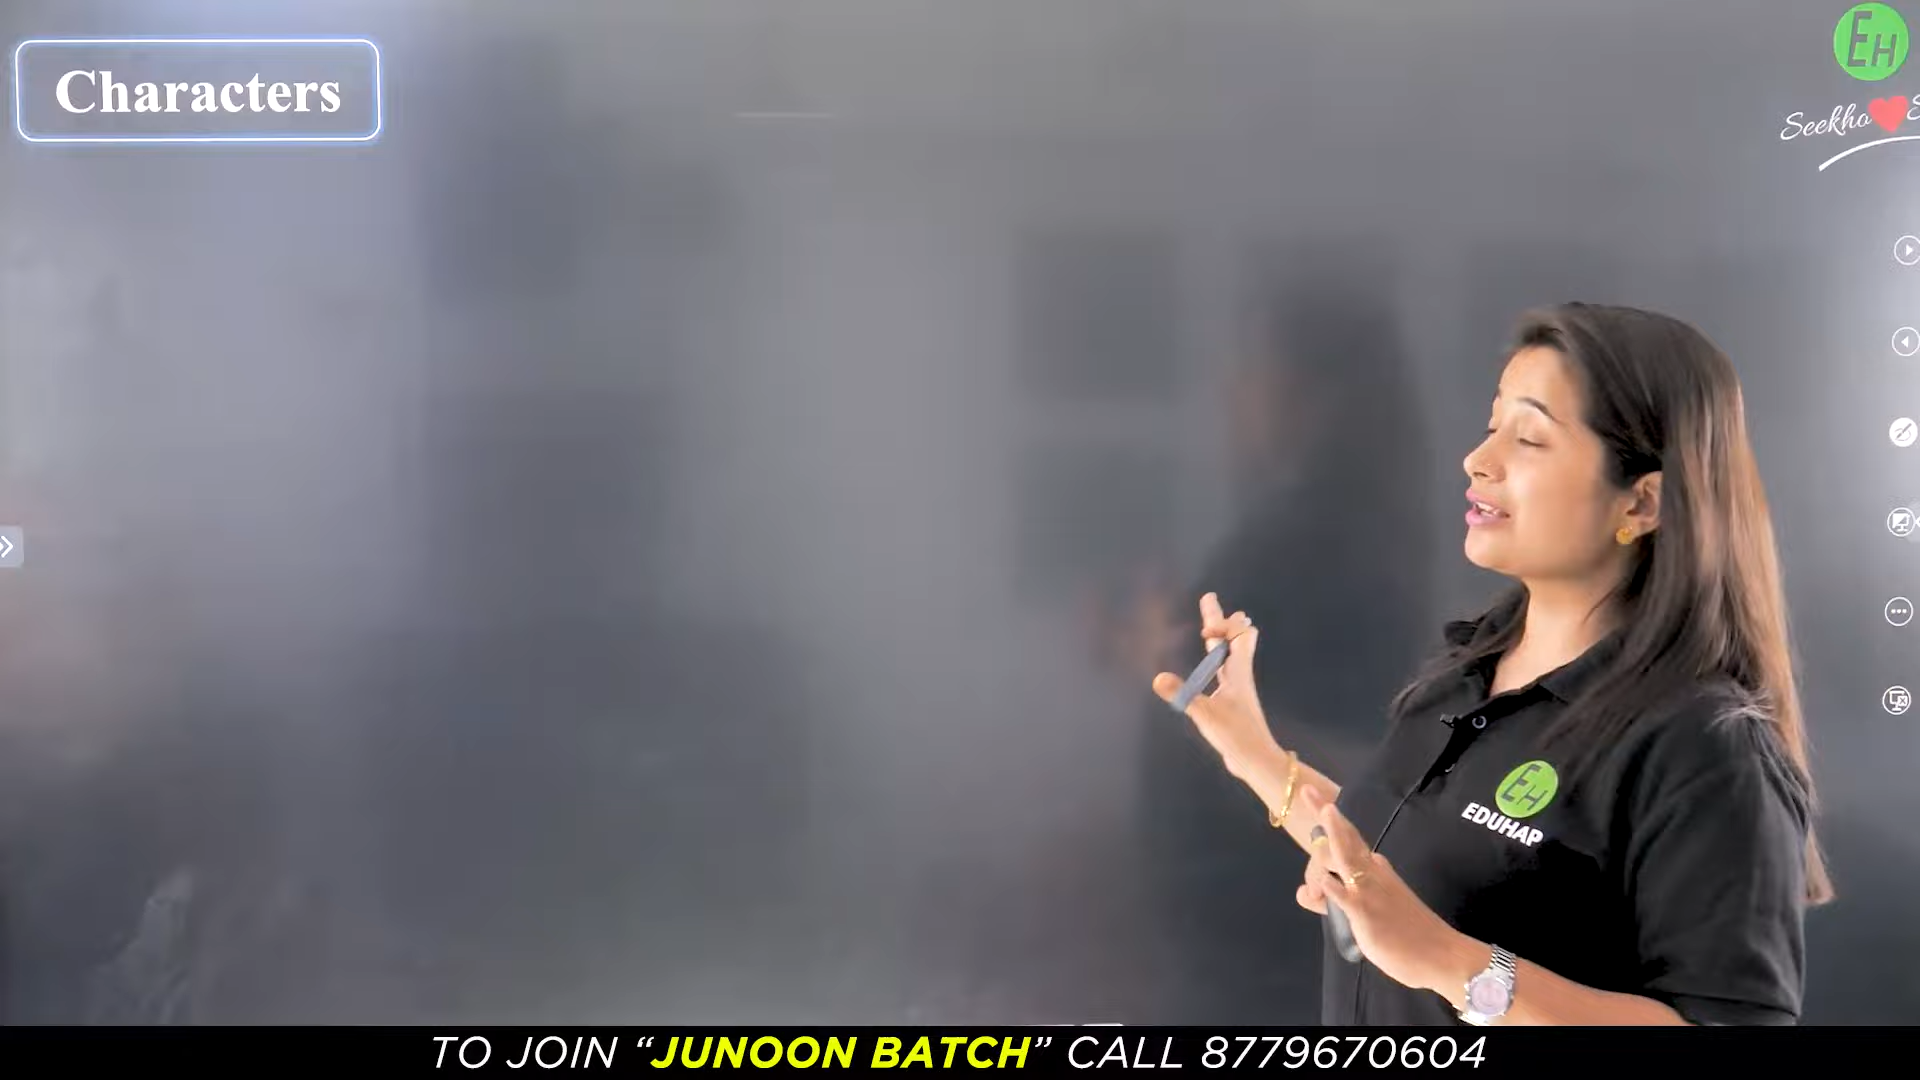 Characters
EH
Seekho
EH
EDUHAP
TO JOIN “JUNOON BATCH” CALL 8779670604